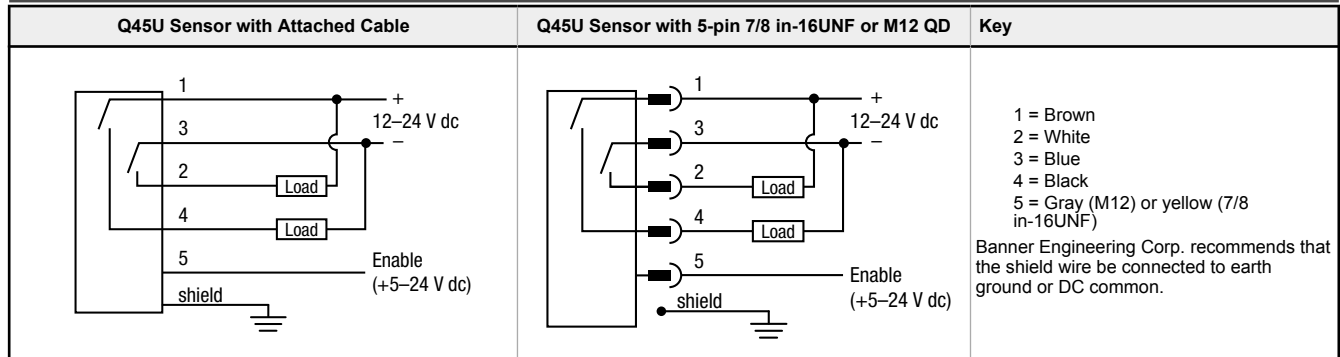 Q45U Sensor with Attached Cable
Q45U Sensor with 5-pin 7/8 in-16UNF or M12 QD
Key
1
+
12–24 V dc
3
–
2
Load
4
Load
5
Enable
(+5–24 V dc)
shield
1
+
12–24 V dc
3
–
2
Load
4
Load
5
Enable
(+5–24 V dc)
shield
1 = Brown
2 = White
3 = Blue
4 = Black
5 = Gray (M12) or yellow (7/8
in-16UNF)
Banner Engineering Corp. recommends that
the shield wire be connected to earth
ground or DC common.